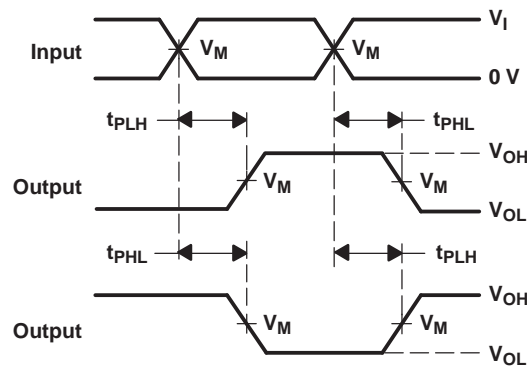 V_I
Input V_M V_M
0 V
t_PLH t_PHL
V_OH
Output V_M V_M
V_OL
t_PHL t_PLH
V_OH
Output V_M V_M
V_OL